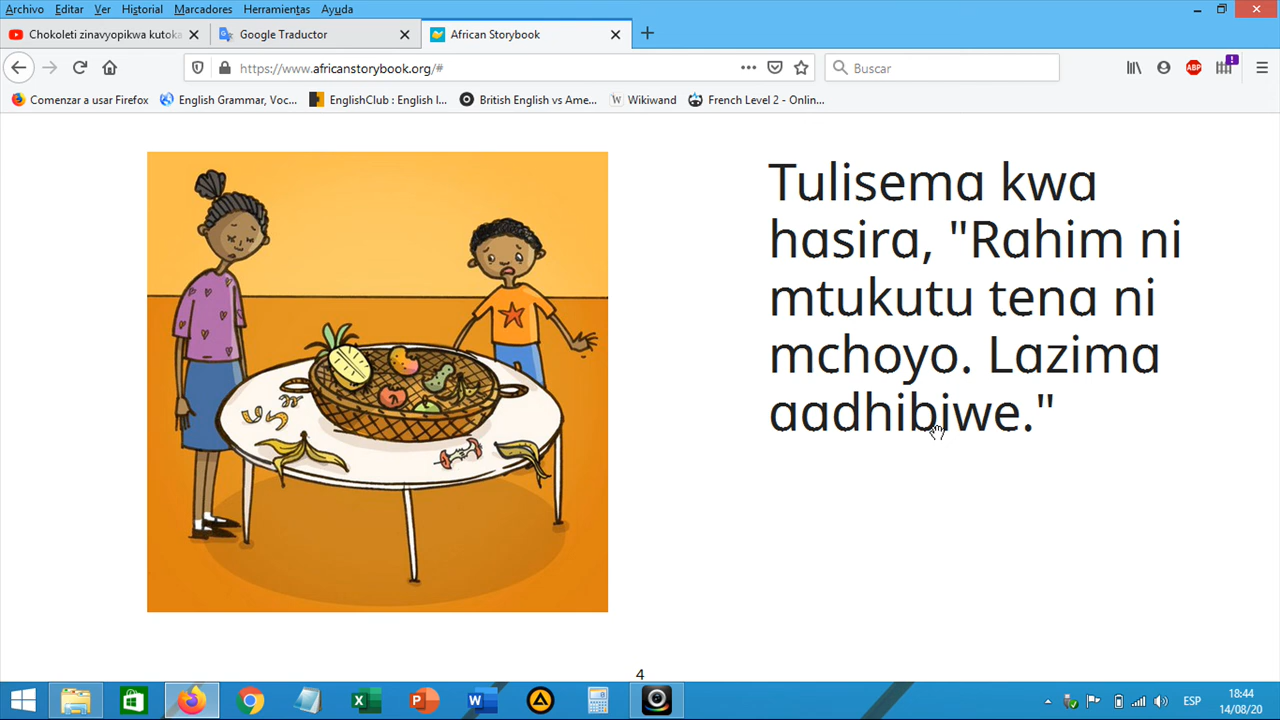 Archivo Editar Ver Historial Marcadores Herramientas Ayuda
Chokoleti zinavyopikwa kutoka
Google Traductor
African Storybook
https://www.africanstorybook.org/#
Buscar
ABP
Comenzar a usar Firefox
English Grammar, Voc...
EnglishClub : English l...
British English vs Ame...
W Wikiwand
French Level 2 - Onlin...
Tulisema kwa
hasira, "Rahim ni
mtukutu tena ni
mchoyo. Lazima
aadhibiwe."
4
ESP
18:44
14/08/20